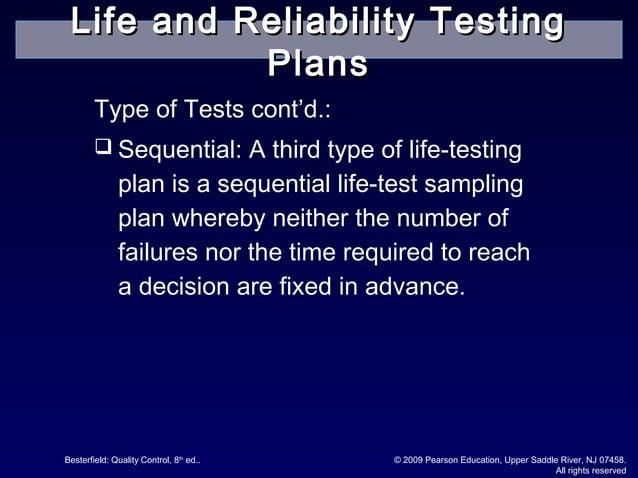 Life and Reliability Testing
Plans
Type of Tests cont’d.:
Sequential: A third type of life-testing
plan is a sequential life-test sampling
plan whereby neither the number of
failures nor the time required to reach
a decision are fixed in advance.
Besterfield: Quality Control, 8th ed..
© 2009 Pearson Education, Upper Saddle River, NJ 07458.
All rights reserved